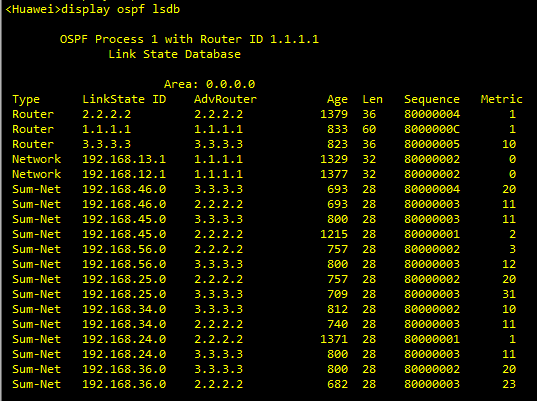 <Huawei>display ospf lsdb
OSPF Process 1 with Router ID 1.1.1.1
Link State Database
Area: 0.0.0.0
Type LinkState ID AdvRouter Age Len Sequence Metric
Router 2.2.2.2 2.2.2.2 1379 36 80000004 1
Router 1.1.1.1 1.1.1.1 833 60 8000000C 1
Router 3.3.3.3 3.3.3.3 823 36 80000005 10
Network 192.168.13.1 1.1.1.1 1329 32 80000002 0
Network 192.168.12.1 1.1.1.1 1377 32 80000002 0
Sum-Net 192.168.46.0 3.3.3.3 693 28 80000004 20
Sum-Net 192.168.46.0 2.2.2.2 693 28 80000003 11
Sum-Net 192.168.45.0 3.3.3.3 800 28 80000003 11
Sum-Net 192.168.45.0 2.2.2.2 1215 28 80000001 2
Sum-Net 192.168.56.0 2.2.2.2 757 28 80000002 3
Sum-Net 192.168.56.0 3.3.3.3 800 28 80000003 12
Sum-Net 192.168.25.0 2.2.2.2 757 28 80000002 20
Sum-Net 192.168.25.0 3.3.3.3 709 28 80000003 31
Sum-Net 192.168.34.0 3.3.3.3 812 28 80000002 10
Sum-Net 192.168.34.0 2.2.2.2 740 28 80000003 11
Sum-Net 192.168.24.0 2.2.2.2 1371 28 80000001 1
Sum-Net 192.168.24.0 3.3.3.3 800 28 80000003 11
Sum-Net 192.168.36.0 3.3.3.3 800 28 80000002 20
Sum-Net 192.168.36.0 2.2.2.2 682 28 80000003 23